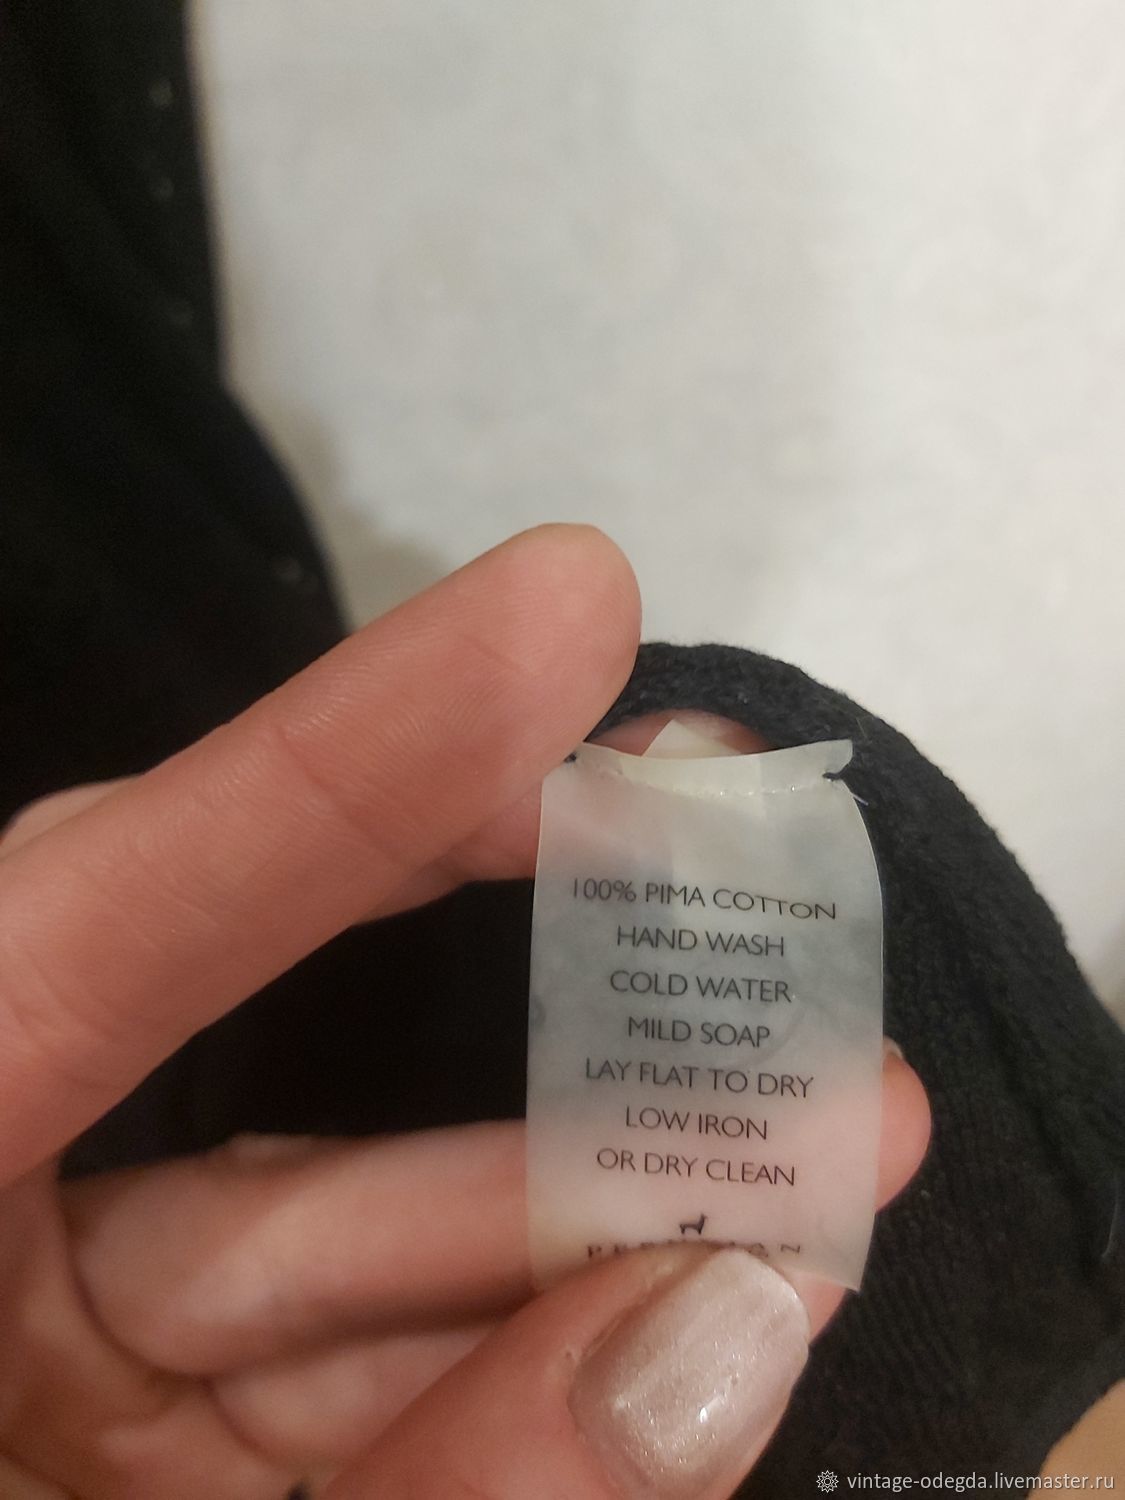 100% PIMA COTTON
HAND WASH
COLD WATER
MILD SOAP
LAY FLAT TO DRY
LOW IRON
OR DRY CLEAN
vintage-odegda.livemaster.ru